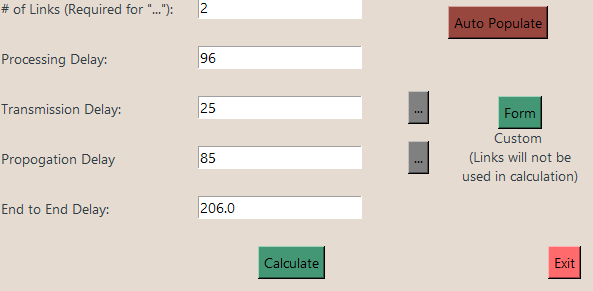 # of Links (Required for "..."): 2
Auto Populate
Processing Delay: 96
Transmission Delay: 25 ...
Form
Custom
Propogation Delay 85 ...
(Links will not be
used in calculation)
End to End Delay: 206.0
Calculate Exit